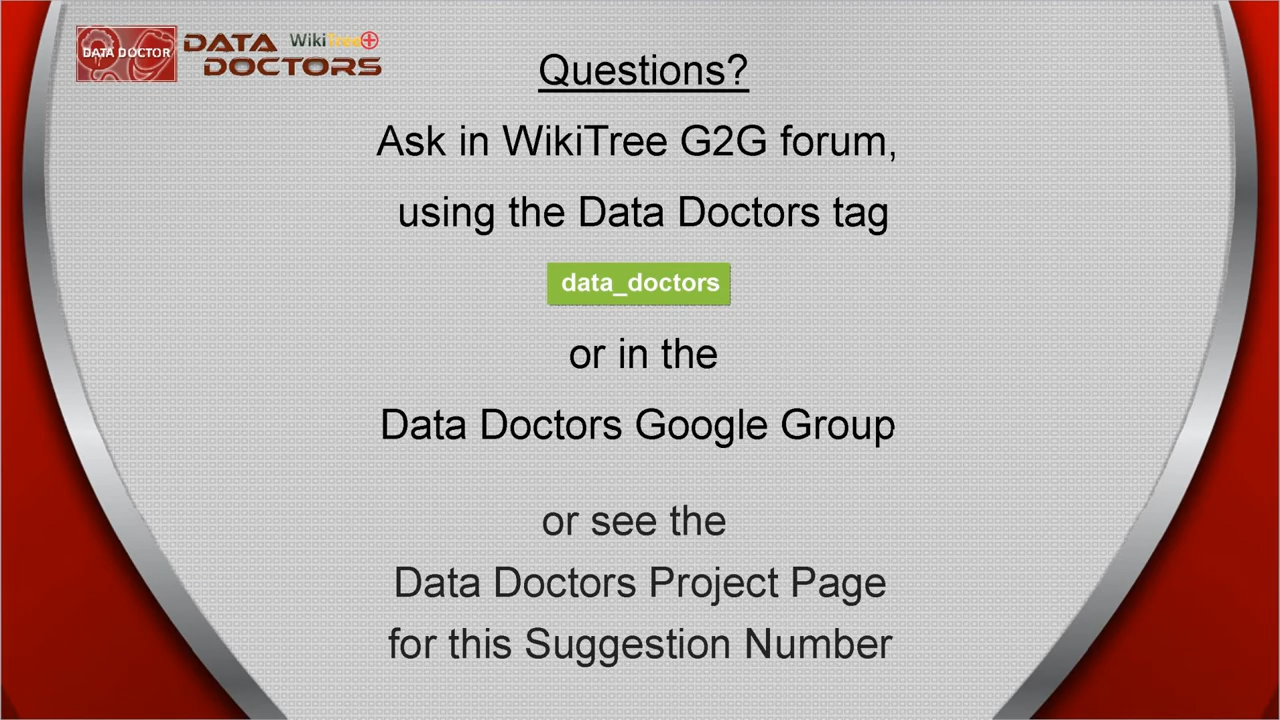 DATA DOCTOR
DATA
WikiTree+
DOCTORS
Questions?
Ask in WikiTree G2G forum,
using the Data Doctors tag
data_doctors
or in the
Data Doctors Google Group
or see the
Data Doctors Project Page
for this Suggestion Number